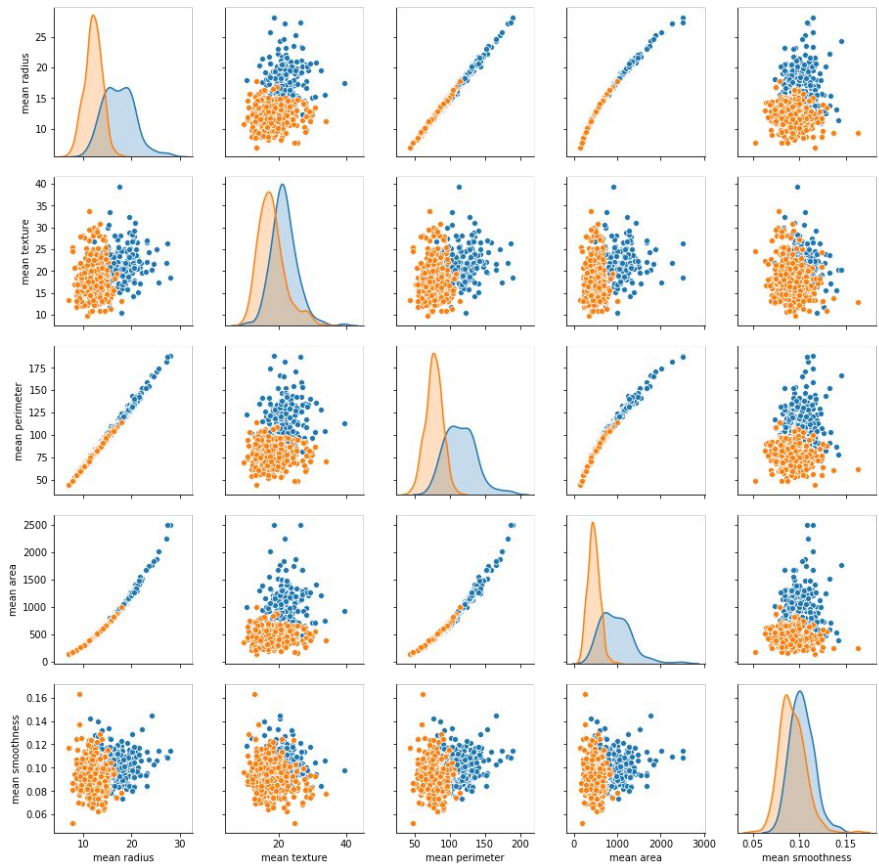 mean radius
25
20
15
10
mean texture
40
35
30
25
20
15
10
mean perimeter
175
150
125
100
75
50
mean area
2500
2000
1500
1000
500
0
mean smoothness
0.16
0.14
0.12
0.10
0.08
0.06
10 20 30
mean radius
20 40
mean texture
50 100 150 200
mean perimeter
0 1000 2000 3000
mean area
0.05 0.10 0.15
mean smoothness